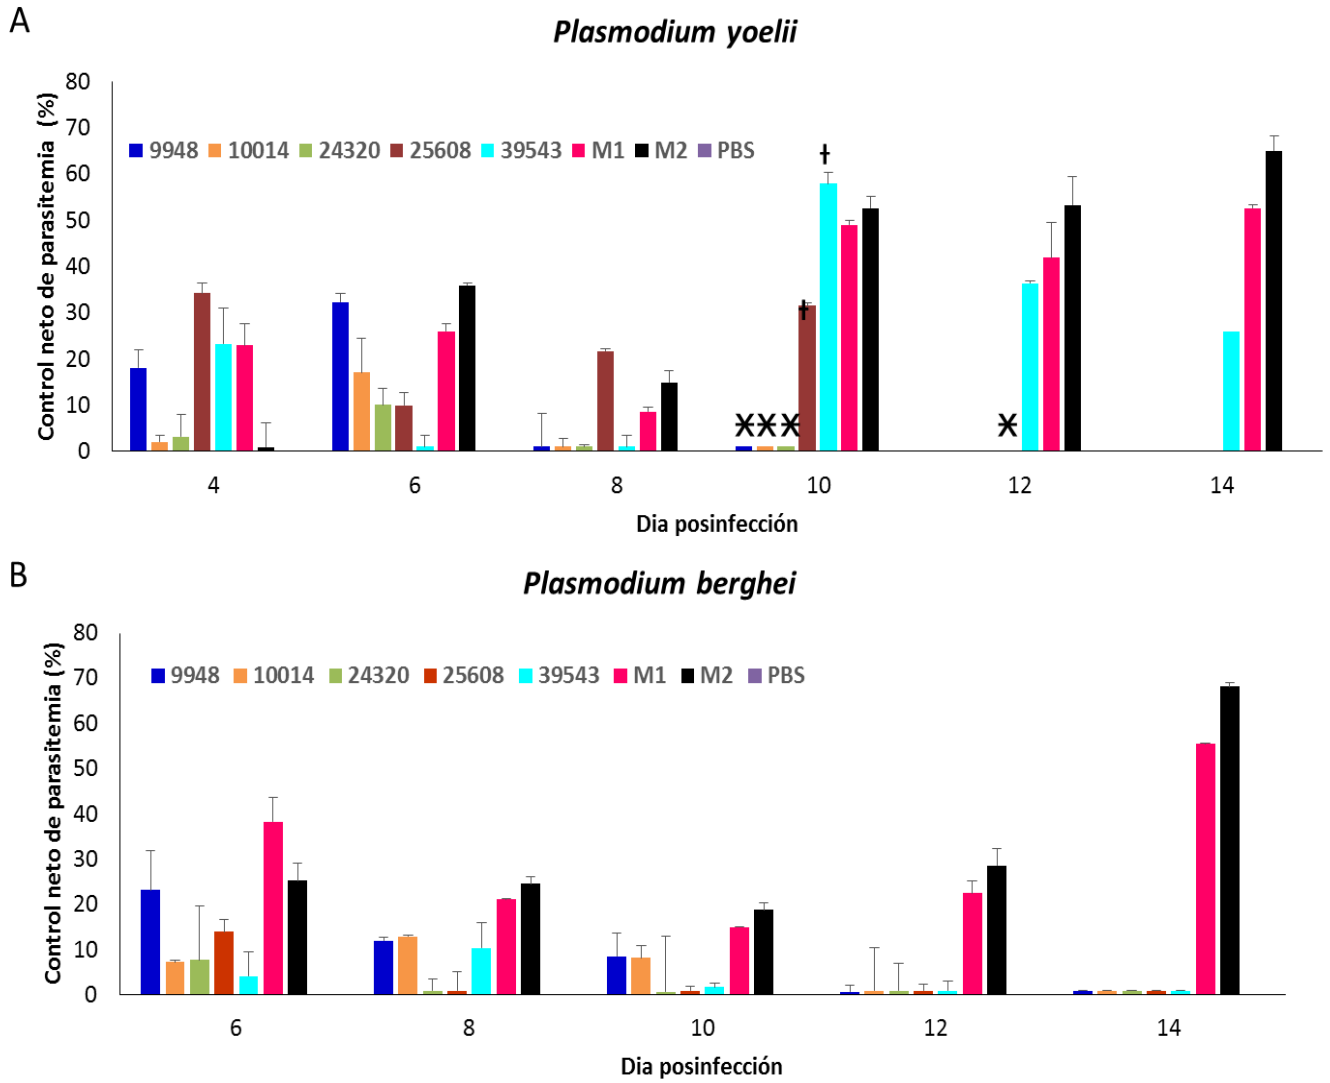 A
Plasmodium yoelii
Control neto de parasitemia (%)
80
70
60
50
40
30
20
10
0
9948 10014 24320 25608 39543 M1 M2 PBS
†
†
* * *
*
4 6 8 10 12 14
Dia posinfección
B
Plasmodium berghei
Control neto de parasitemia (%)
80
70
60
50
40
30
20
10
0
9948 10014 24320 25608 39543 M1 M2 PBS
6 8 10 12 14
Dia posinfección